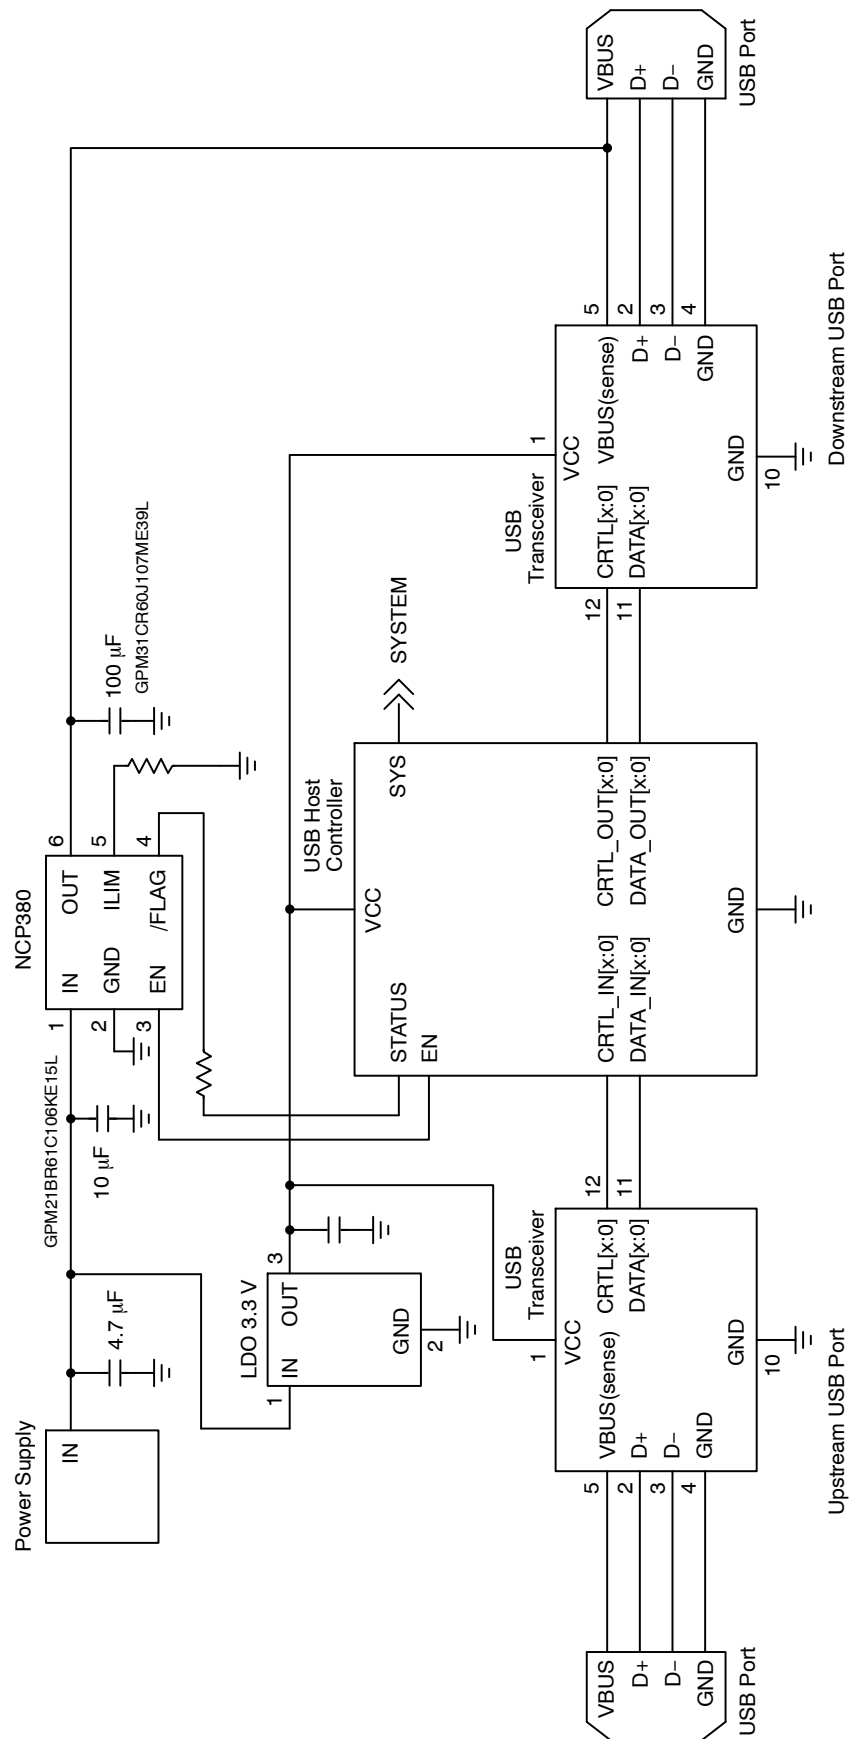 Power Supply
IN
4.7 µF
GPM21BR61C106KE15L
10 µF
NCP380
1
2
3
IN
GND
EN
OUT
ILIM
/FLAG
6
5
4
100 µF
GPM31CR60J107ME39L
LDO 3.3 V
1
IN
OUT
3
GND
2
USB Host
Controller
VCC
STATUS
EN
SYS
SYSTEM
CRTL_IN[x:0]
DATA_IN[x:0]
CRTL_OUT[x:0]
DATA_OUT[x:0]
GND
USB Port
VBUS
D+
D−
GND
5
2
3
4
USB
Transceiver
1
VCC
VBUS(sense)
D+
D−
GND
CRTL[x:0]
DATA[x:0]
12
11
GND
10
Upstream USB Port
USB
Transceiver
1
VCC
12
11
CRTL[x:0]
DATA[x:0]
VBUS(sense)
D+
D−
GND
5
2
3
4
GND
10
VBUS
D+
D−
GND
USB Port
Downstream USB Port